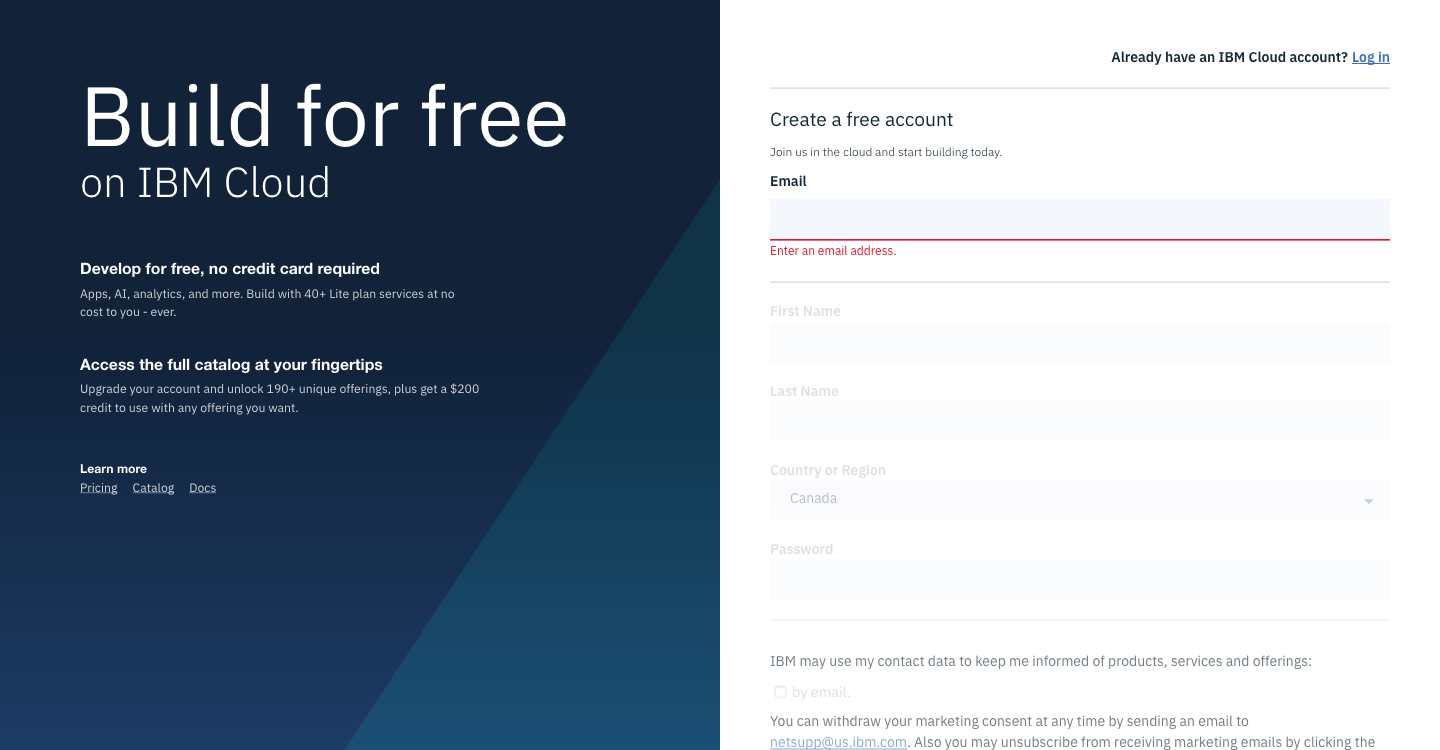 Build for free
on IBM Cloud
Develop for free, no credit card required
Apps, AI, analytics, and more. Build with 40+ Lite plan services at no
cost to you - ever.
Access the full catalog at your fingertips
Upgrade your account and unlock 190+ unique offerings, plus get a $200
credit to use with any offering you want.
Learn more
Pricing Catalog Docs
Already have an IBM Cloud account? Log in
Create a free account
Join us in the cloud and start building today.
Email
Enter an email address.
First Name
Last Name
Country or Region
Canada
Password
IBM may use my contact data to keep me informed of products, services and offerings:
by email.
You can withdraw your marketing consent at any time by sending an email to
netsupp@us.ibm.com. Also you may unsubscribe from receiving marketing emails by clicking the